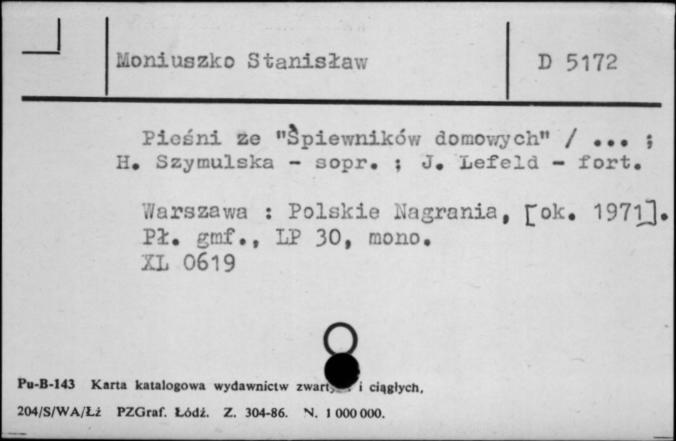 Moniuszko Stanisław
D 5172
Pieśni ze "Śpiewników domowych" / ... ;
H. Szymulska - sopr. ; J. Lefeld - fort.
Warszawa : Polskie Nagrania, [ok. 1971].
Pł. gmf., LP 30, mono.
XL 0619
Pu-B-143 Karta katalogowa wydawnictw i ciągłych,
204/S/WA/Łż PZGraf. Łódź. Z. 304-86. N. 1 000 000.